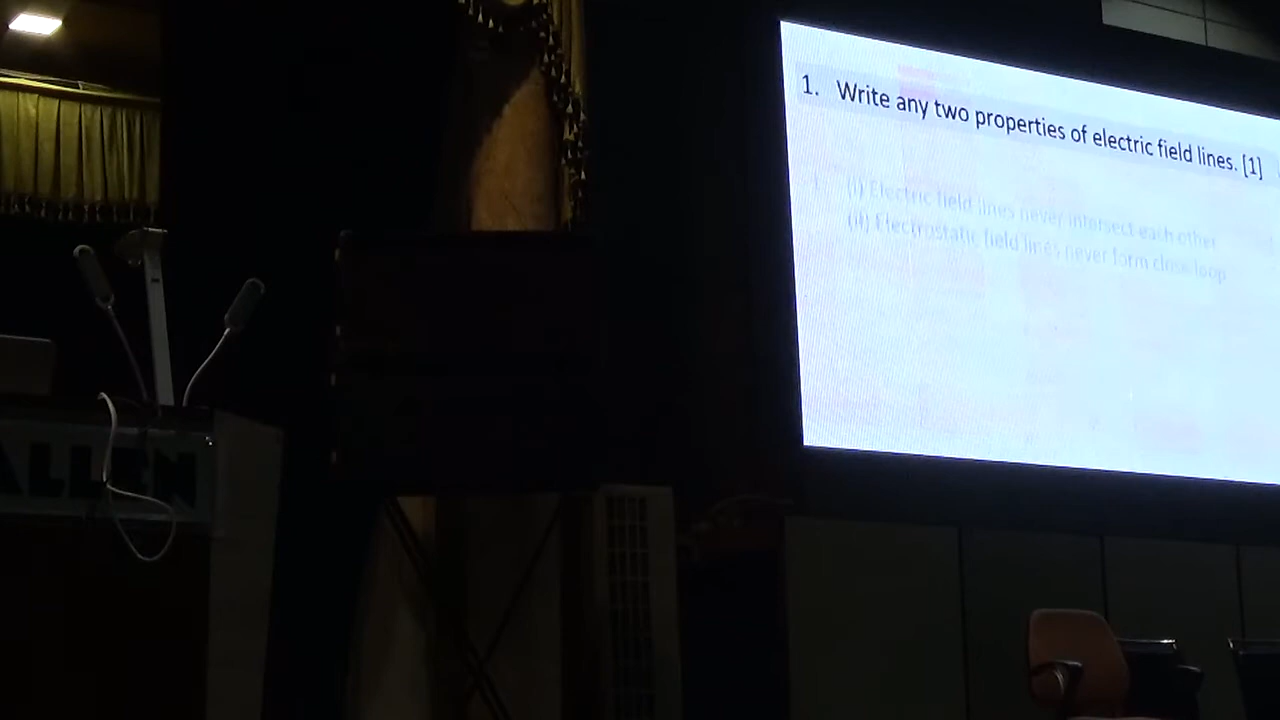 1. Write any two properties of electric field lines. [1]
(i) Electric field lines never intersect each other
(ii) Electrostatic field lines never form close loop
ALLEN